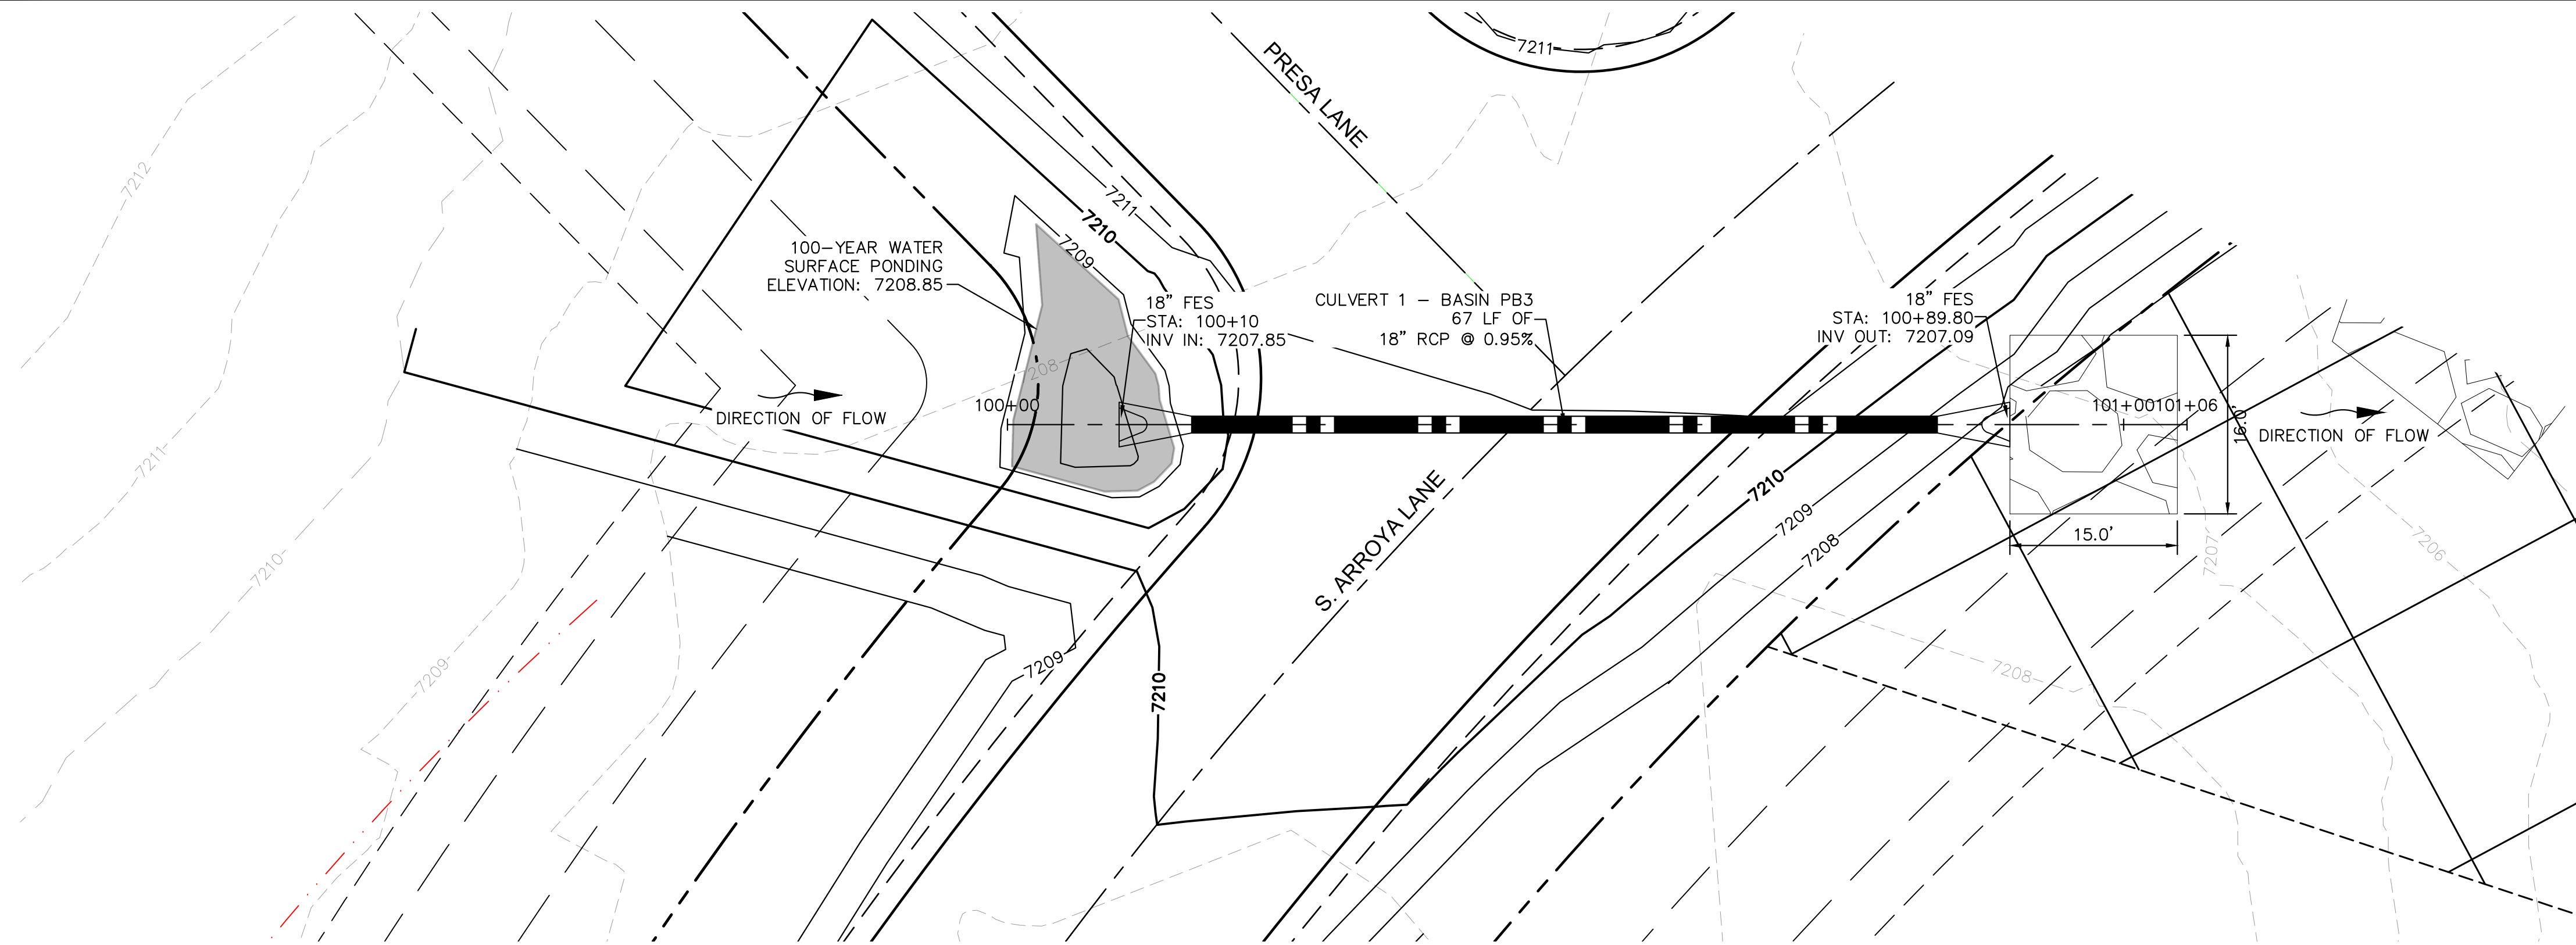 7211
PRESA LANE
7212
7211
7210
7209
100-YEAR WATER
SURFACE PONDING
ELEVATION: 7208.85
18" FES
STA: 100+10
INV IN: 7207.85
CULVERT 1 - BASIN PB3
67 LF OF
18" RCP @ 0.95%
18" FES
STA: 100+89.80
INV OUT: 7207.09
208
100+00
DIRECTION OF FLOW
101+00
101+06
16.0'
DIRECTION OF FLOW
15.0'
7211
7210
7209
7210
7209
7208
7207
7206
S. ARROYA LANE
7209
7210
7208